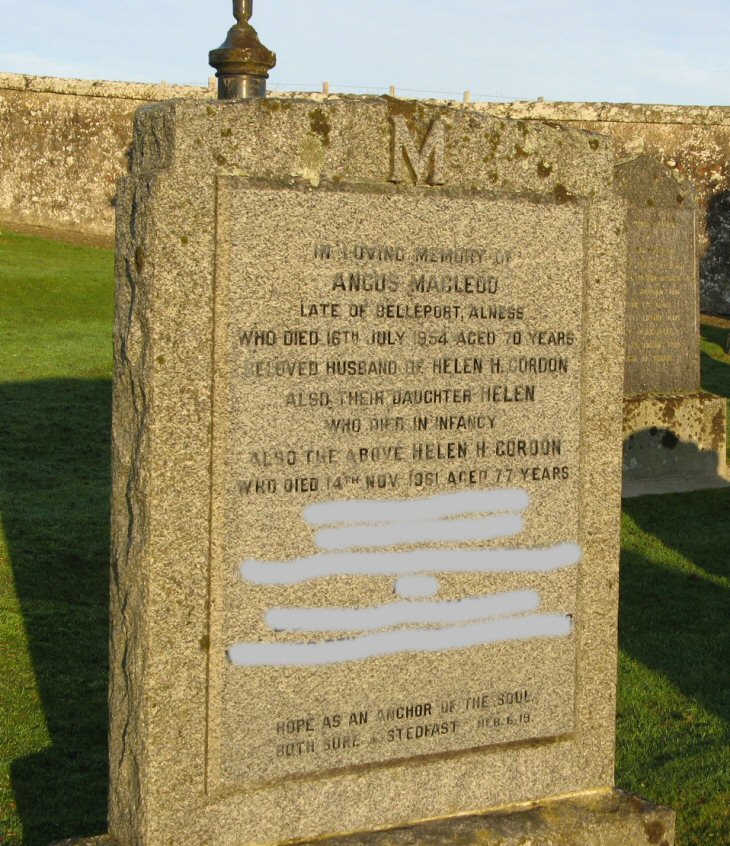 M
IN LOVING MEMORY OF
ANGUS MACLEOD
LATE OF BELLEPORT, ALNESS
WHO DIED 16TH JULY 1954 AGED 70 YEARS
BELOVED HUSBAND OF HELEN H. GORDON
ALSO THEIR DAUGHTER HELEN
WHO DIED IN INFANCY
ALSO THE ABOVE HELEN H. GORDON
WHO DIED 14TH NOV. 1961 AGED 77 YEARS
HOPE AS AN ANCHOR OF THE SOUL,
BOTH SURE & STEDFAST HEB. 6.19.